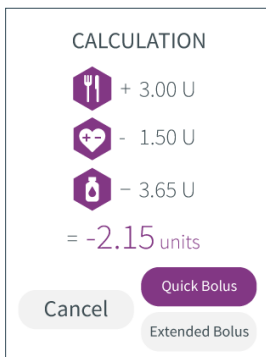 CALCULATION
+ 3.00 U
- 1.50 U
− 3.65 U
= -2.15 units
Quick Bolus
Cancel
Extended Bolus